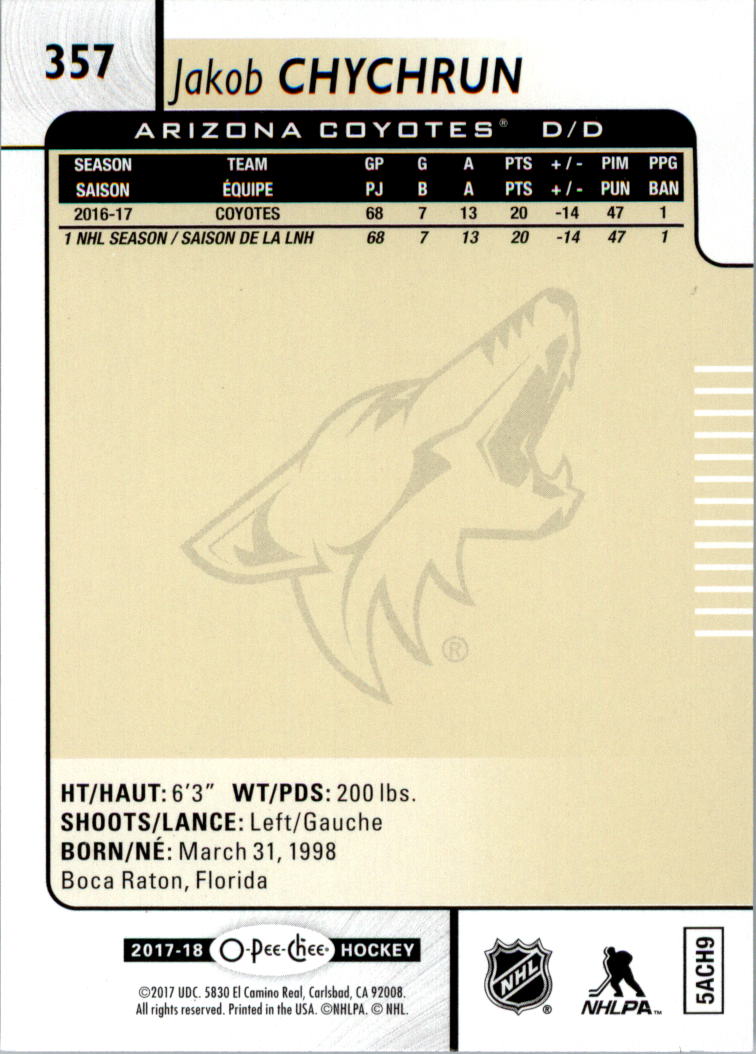 357
Jakob CHYCHRUN
ARIZONA COYOTES® D/D
SEASON TEAM GP G A PTS +/- PIM PPG
SAISON ÉQUIPE PJ B A PTS +/- PUN BAN
2016-17 COYOTES 68 7 13 20 -14 47 1
1 NHL SEASON / SAISON DE LA LNH 68 7 13 20 -14 47 1
®
HT/HAUT: 6'3" WT/PDS: 200 lbs.
SHOOTS/LANCE: Left/Gauche
BORN/NÉ: March 31, 1998
Boca Raton, Florida
2017-18 O-Pee-Chee® HOCKEY
©2017 UDC. 5830 El Camino Real, Carlsbad, CA 92008.
All rights reserved. Printed in the USA. ©NHLPA. © NHL.
NHL®
NHLPA™
5ACH9